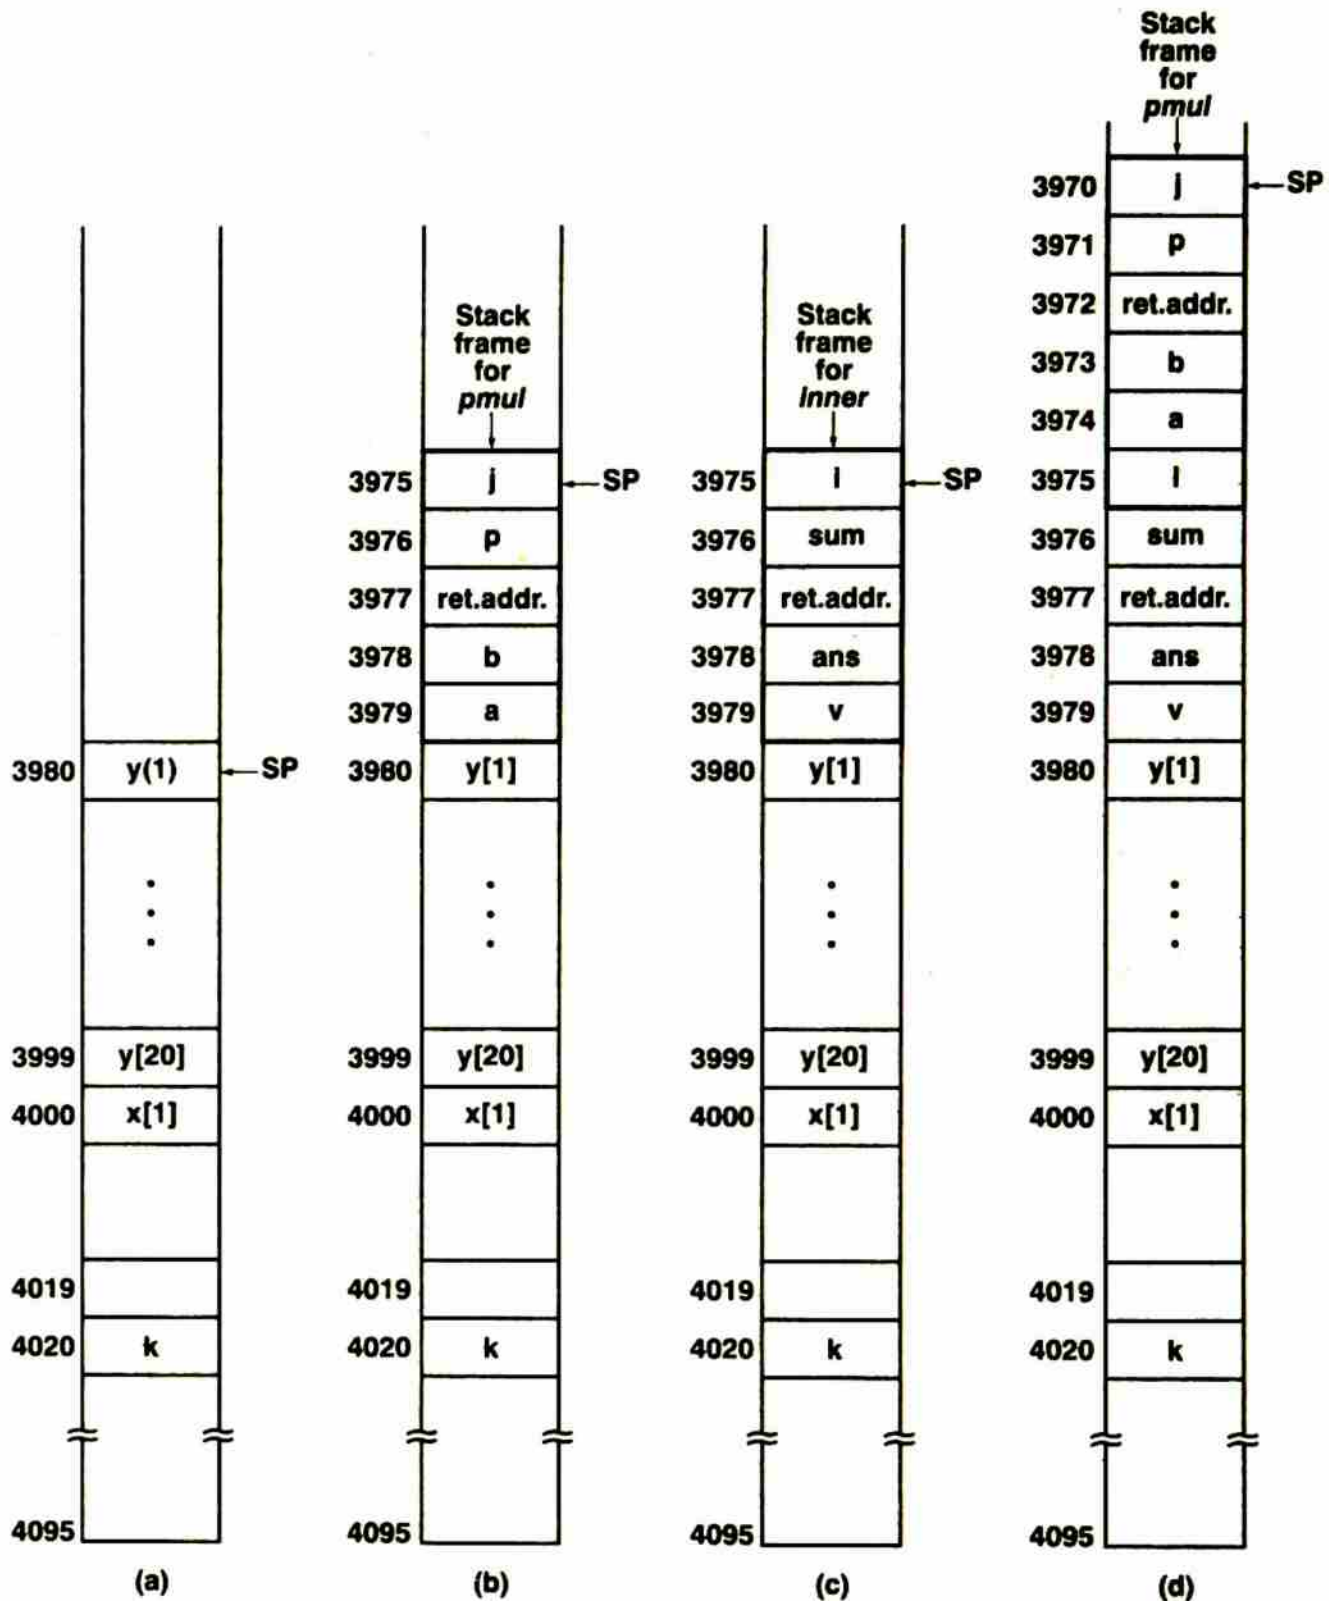 3980 y(1) SP
3999 y[20]
4000 x[1]
4019
4020 k
4095
(a)
Stack
frame
for
pmul
3975 j SP
3976 p
3977 ret.addr.
3978 b
3979 a
3980 y[1]
3999 y[20]
4000 x[1]
4019
4020 k
4095
(b)
Stack
frame
for
inner
3975 i SP
3976 sum
3977 ret.addr.
3978 ans
3979 v
3980 y[1]
3999 y[20]
4000 x[1]
4019
4020 k
4095
(c)
Stack
frame
for
pmul
3970 j SP
3971 p
3972 ret.addr.
3973 b
3974 a
3975 i
3976 sum
3977 ret.addr.
3978 ans
3979 v
3980 y[1]
3999 y[20]
4000 x[1]
4019
4020 k
4095
(d)